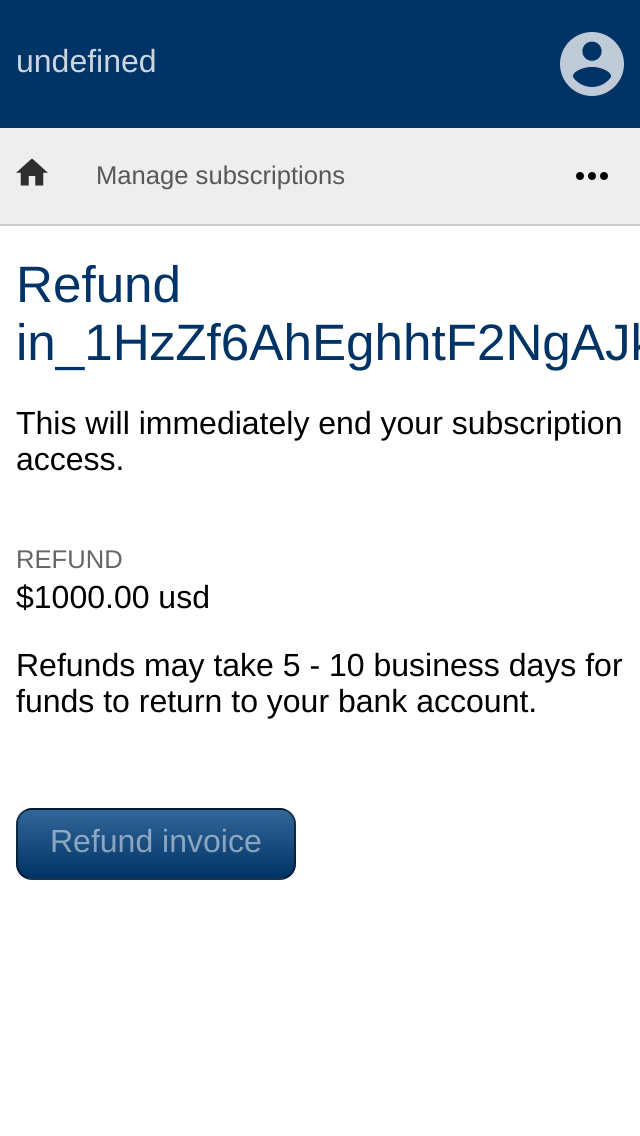 undefined
Manage subscriptions
Refund
in_1HzZf6AhEghhtF2NgAJ
This will immediately end your subscription
access.
REFUND
$1000.00 usd
Refunds may take 5 - 10 business days for
funds to return to your bank account.
Refund invoice